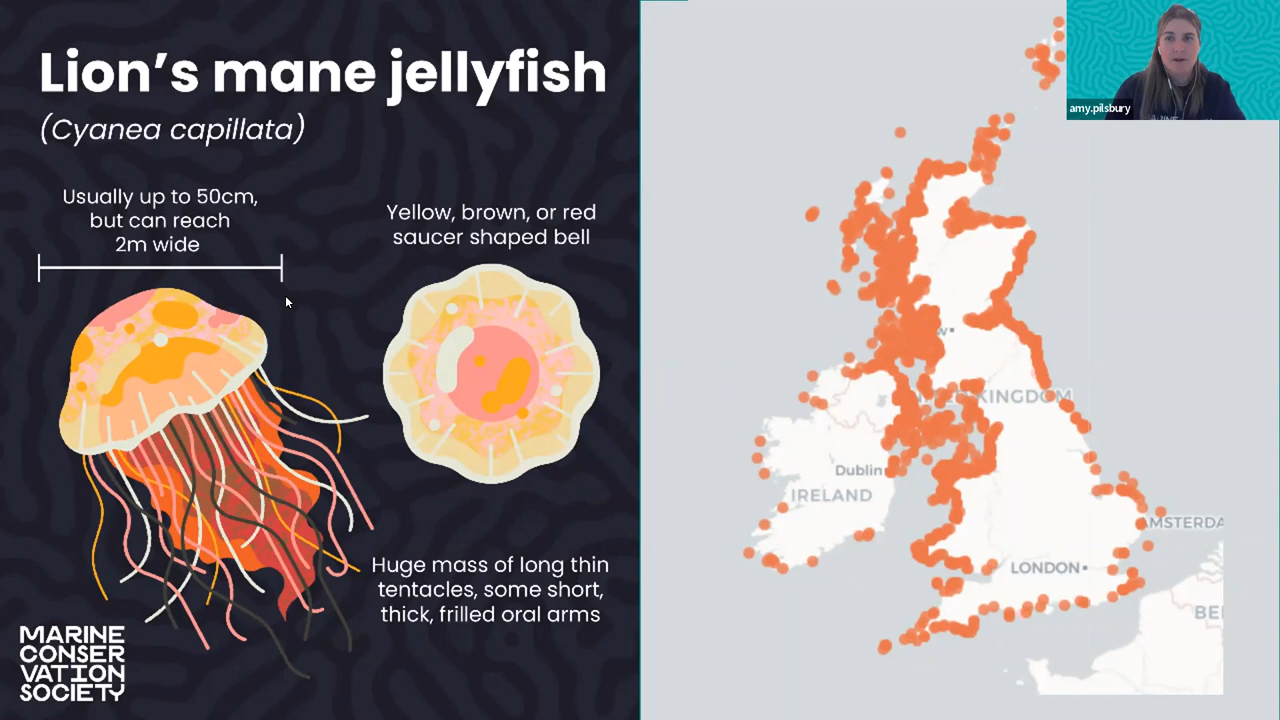 Lion's mane jellyfish
(Cyanea capillata)
Usually up to 50cm,
but can reach
2m wide
Yellow, brown, or red
saucer shaped bell
Huge mass of long thin
tentacles, some short,
thick, frilled oral arms
MARINE
CONSER
VATION
SOCIETY
amy.pilsbury
KINGDOM
Dublin
IRELAND
AMSTERDA
LONDON
BE